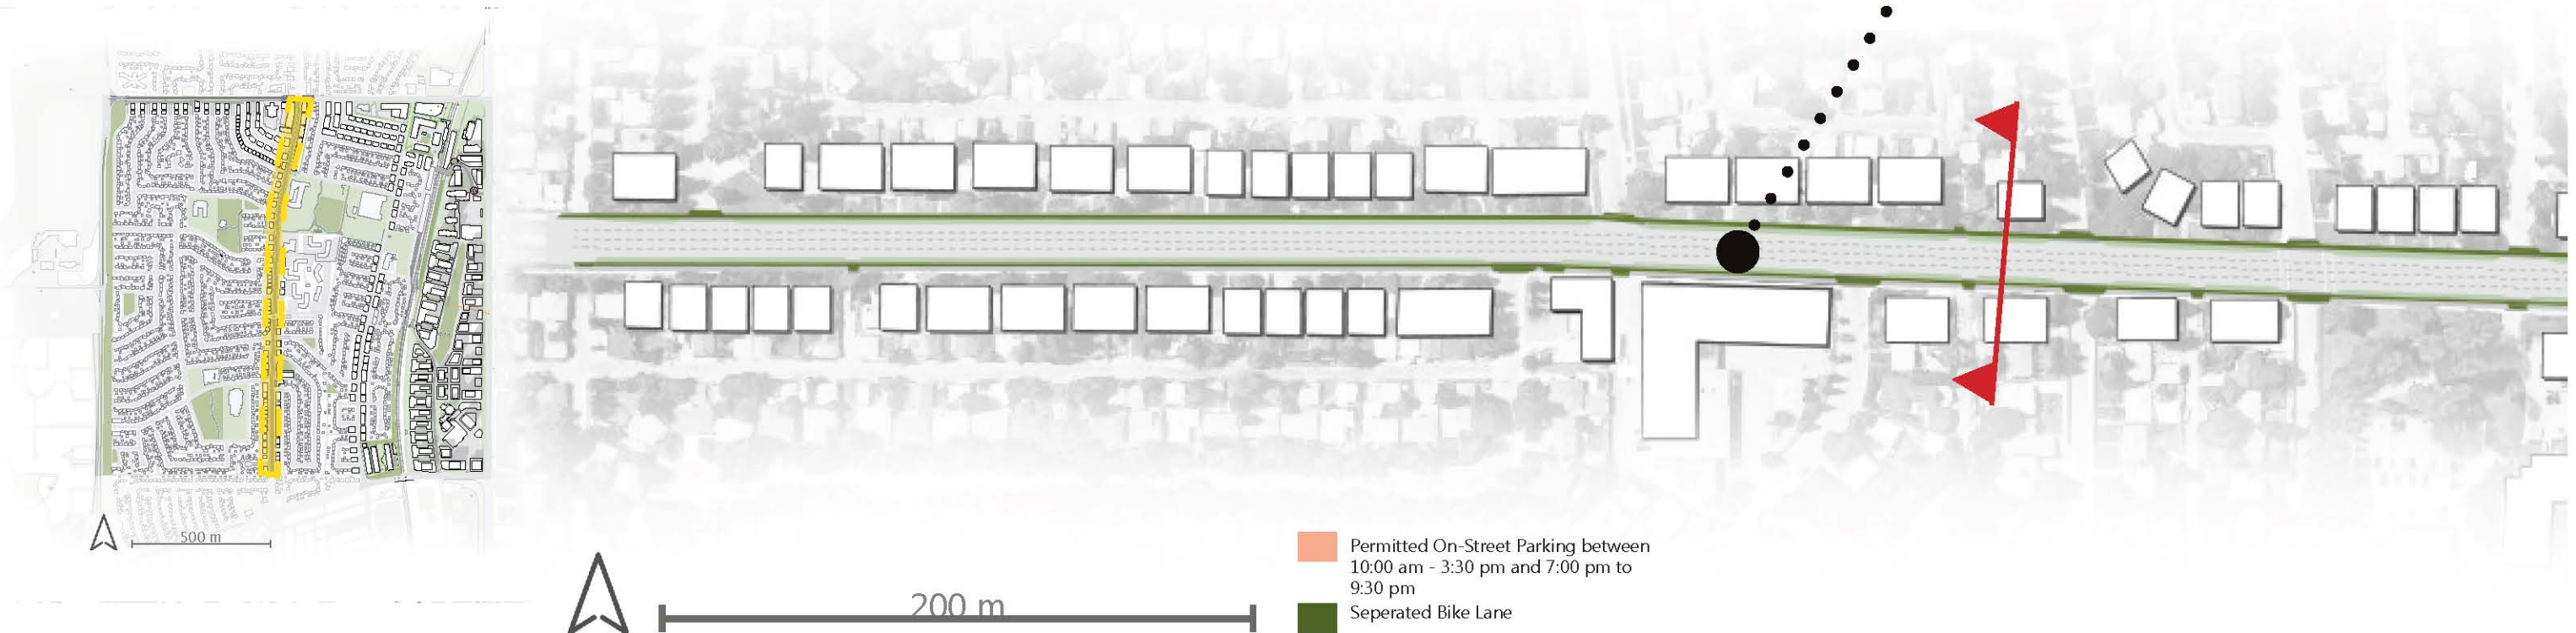 500 m
200 m
Permitted On-Street Parking between
10:00 am - 3:30 pm and 7:00 pm to
9:30 pm
Seperated Bike Lane